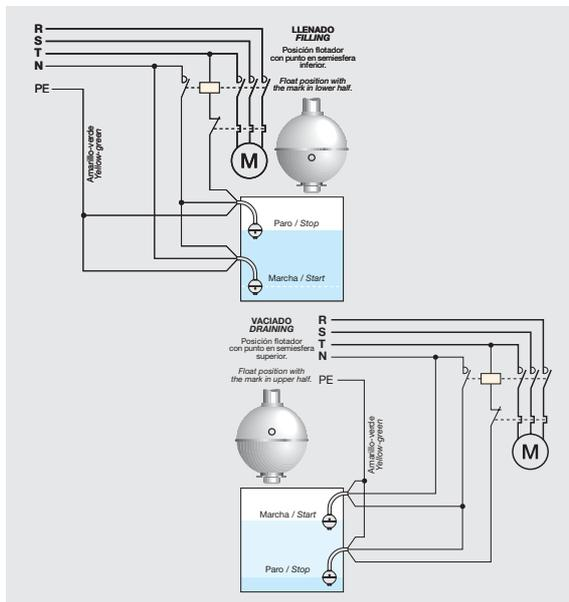 R
S
T
N
PE
Amarillo-verde
Yellow-green
LLENADO
FILLING
Posición flotador
con punto en semiesfera
inferior.
Float position with
the mark in lower half.
M
Paro / Stop
Marcha / Start
VACIADO
DRAINING
Posición flotador
con punto en semiesfera
superior.
Float position with
the mark in upper half.
R
S
T
N
PE
Amarillo-verde
Yellow-green
M
Marcha / Start
Paro / Stop